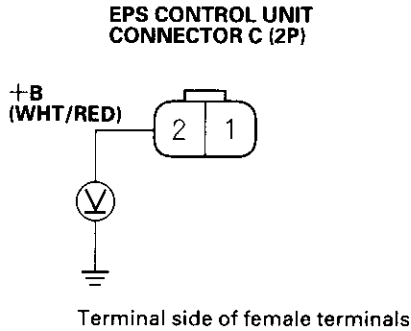 EPS CONTROL UNIT
CONNECTOR C (2P)
+B
(WHT/RED)
2 1
V
Terminal side of female terminals